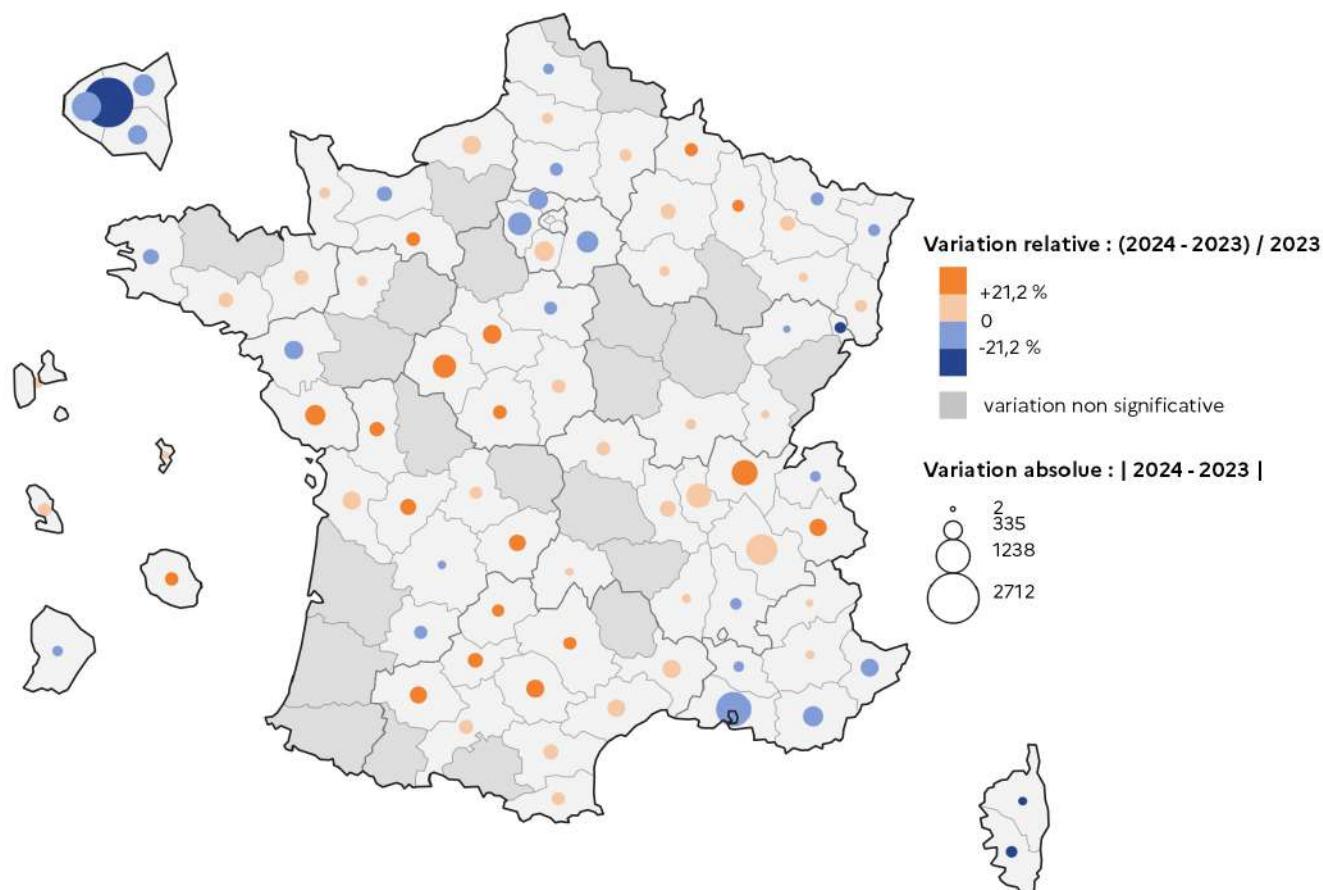 Variation relative : (2024 - 2023) / 2023
+21,2 %
0
-21,2 %
variation non significative
Variation absolue : | 2024 - 2023 |
2
335
1238
2712